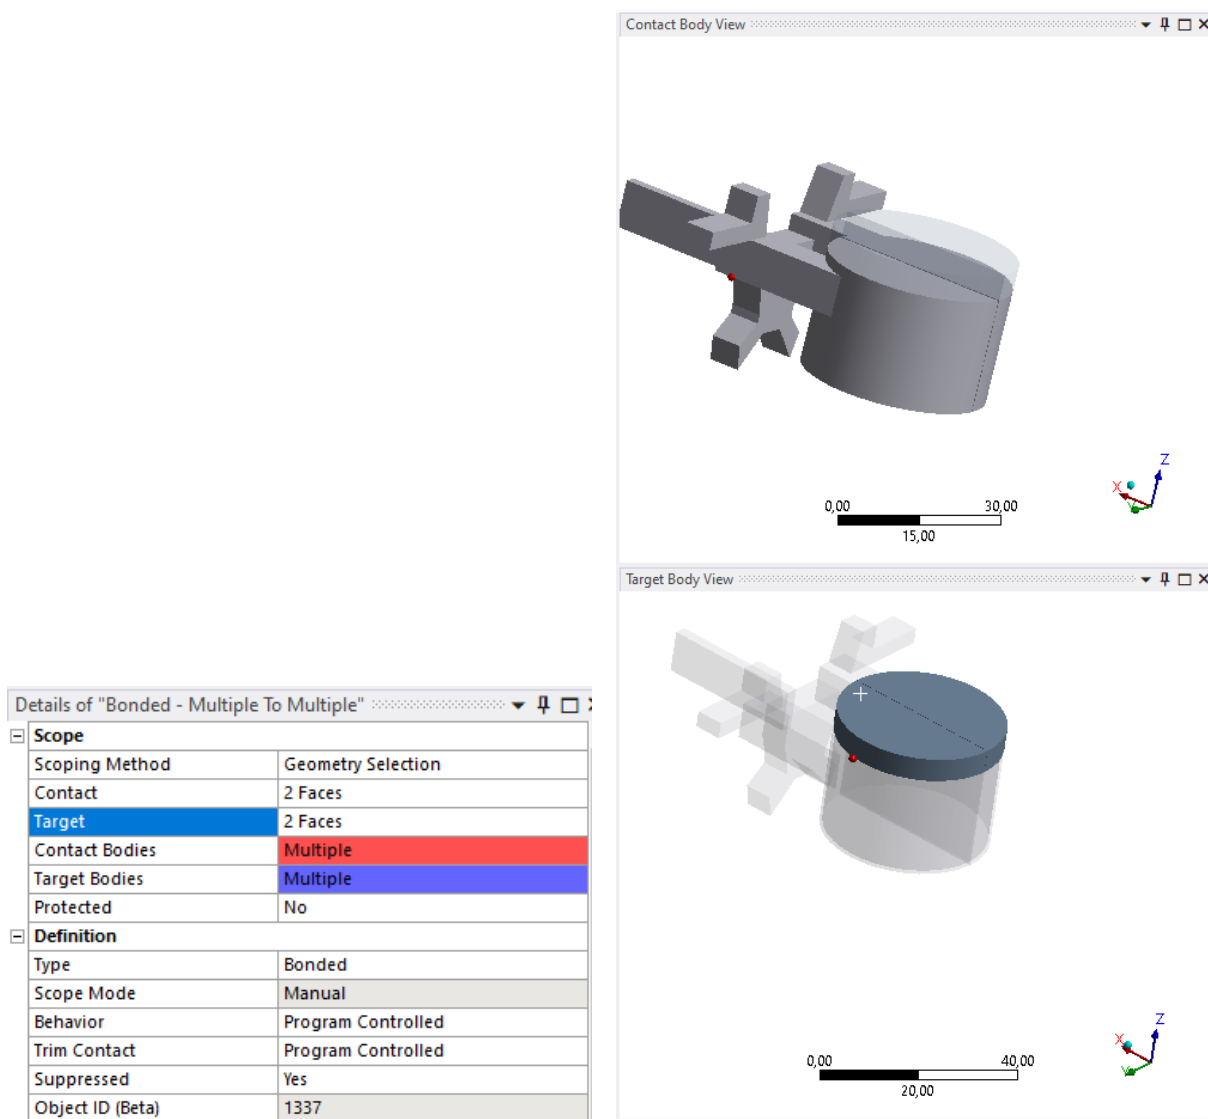 Contact Body View
Z
X
Y
0,00 30,00
15,00
Target Body View
Z
X
Y
0,00 40,00
20,00
Details of "Bonded - Multiple To Multiple"
Scope
Scoping Method Geometry Selection
Contact 2 Faces
Target 2 Faces
Contact Bodies Multiple
Target Bodies Multiple
Protected No
Definition
Type Bonded
Scope Mode Manual
Behavior Program Controlled
Trim Contact Program Controlled
Suppressed Yes
Object ID (Beta) 1337